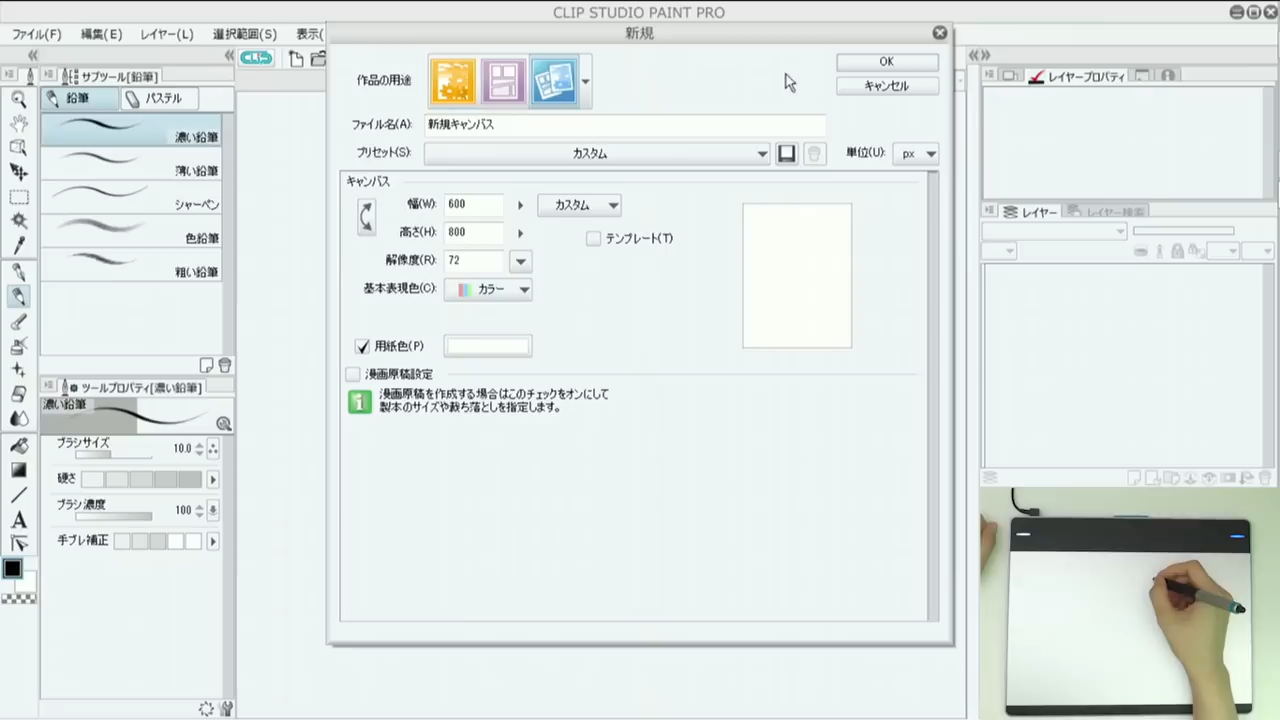 CLIP STUDIO PAINT PRO
ファイル(F) 編集(E) レイヤー(L) 選択範囲(S) 表示(
新規
サブツール[鉛筆]
鉛筆 パステル
濃い鉛筆
薄い鉛筆
シャーペン
色鉛筆
粗い鉛筆
ツールプロパティ[濃い鉛筆]
濃い鉛筆
ブラシサイズ 10.0
硬さ
ブラシ濃度 100
手ブレ補正
CLIP
作品の用途
OK
キャンセル
ファイル名(A): 新規キャンバス
プリセット(S): カスタム 単位(U): px
キャンバス
幅(W): 600 カスタム
高さ(H): 800 テンプレート(T)
解像度(R): 72
基本表現色(C): カラー
用紙色(P)
漫画原稿設定
漫画原稿を作成する場合はこのチェックをオンにして
製本のサイズや裁ち落としを指定します。
レイヤープロパティ
レイヤー レイヤー検索
A